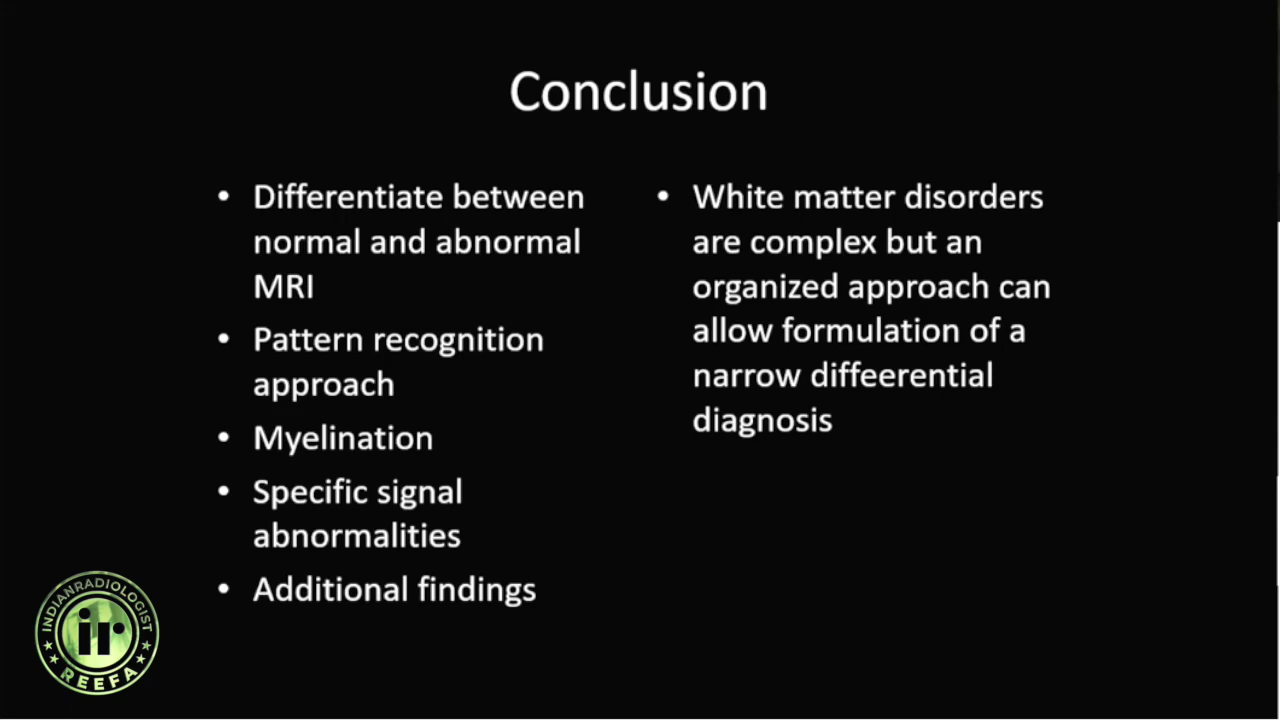 Conclusion
• Differentiate between
normal and abnormal
MRI
• Pattern recognition
approach
• Myelination
• Specific signal
abnormalities
• Additional findings
• White matter disorders
are complex but an
organized approach can
allow formulation of a
narrow diffeerential
diagnosis
INDIANRADIOLOGIST
ir
REEFA